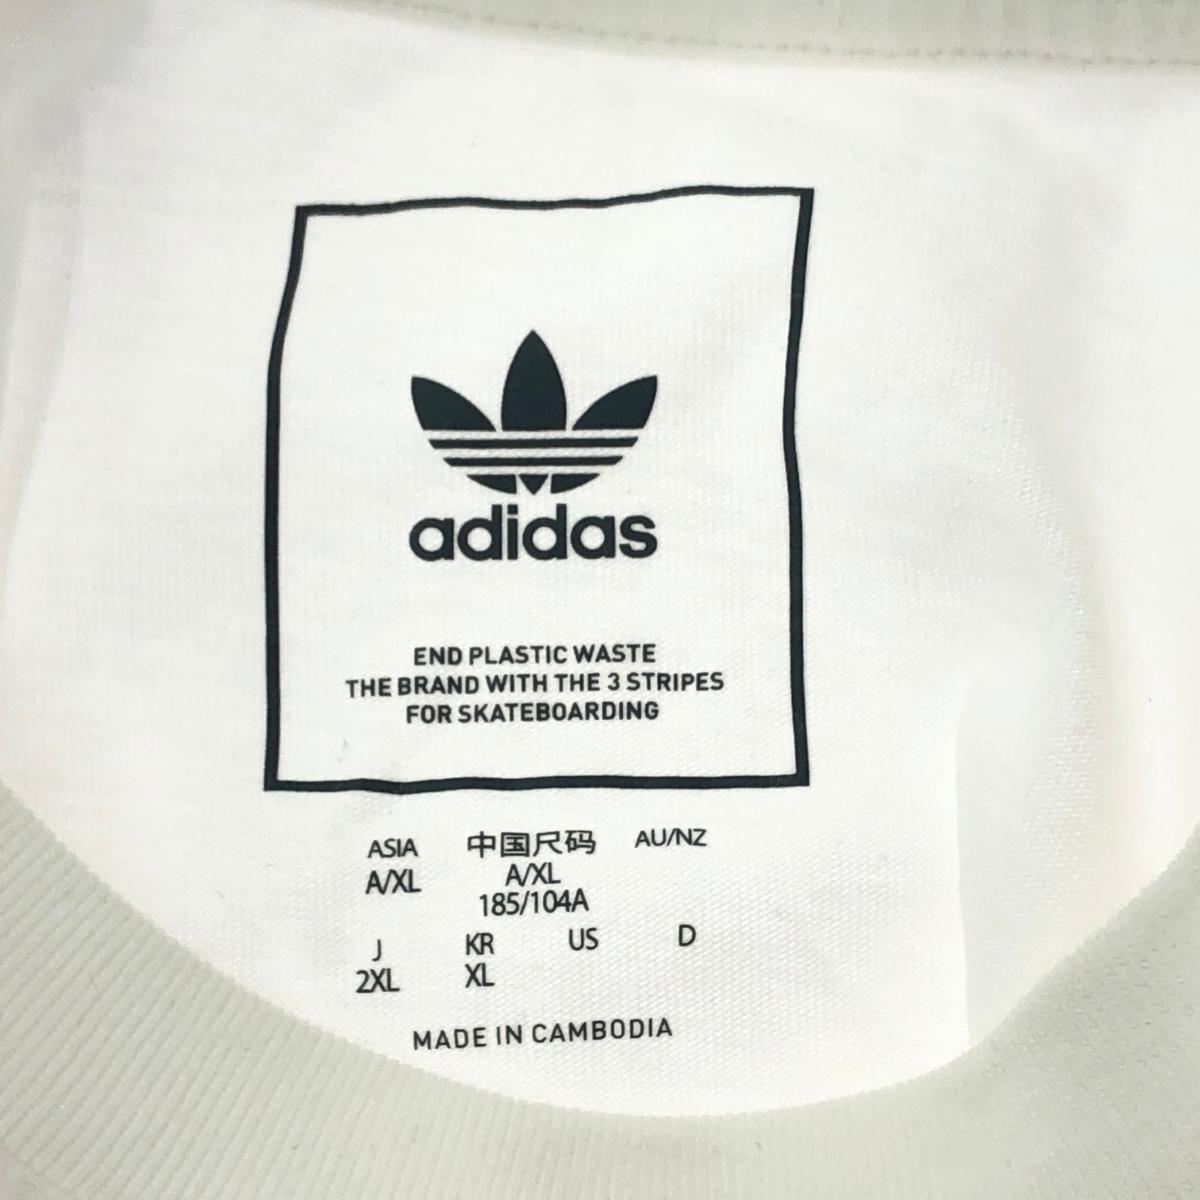 adidas
END PLASTIC WASTE
THE BRAND WITH THE 3 STRIPES
FOR SKATEBOARDING
ASIA 中国尺码 AU/NZ
A/XL A/XL
185/104A
J KR US D
2XL XL
MADE IN CAMBODIA